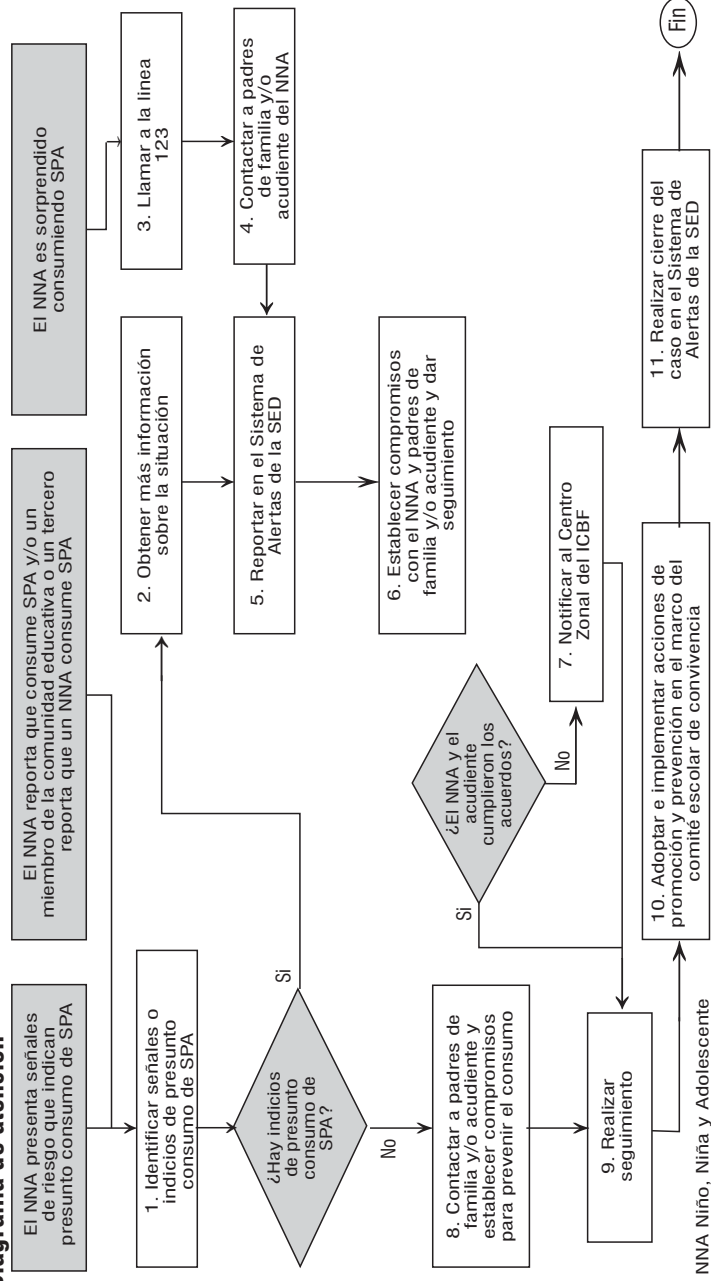 Diagrama de atención
El NNA presenta señales
de riesgo que indican
presunto consumo de SPA
El NNA reporta que consume SPA y/o un
miembro de la comunidad educativa o un tercero
reporta que un NNA consume SPA
El NNA es sorprendido
consumiendo SPA
1. Identificar señales o
indicios de presunto
consumo de SPA
2. Obtener más información
sobre la situación
3. Llamar a la linea
123
¿Hay indicios
de presunto
consumo de
SPA?
Si
No
4. Contactar a padres
de familia y/o
acudiente del NNA
5. Reportar en el Sistema de
Alertas de la SED
6. Establecer compromisos
con el NNA y padres de
familia y/o acudiente y dar
seguimiento
¿El NNA y el
acudiente
cumplieron los
acuerdos?
Si
No
7. Notificar al Centro
Zonal del ICBF
8. Contactar a padres de
familia y/o acudiente y
establecer compromisos
para prevenir el consumo
9. Realizar
seguimiento
10. Adoptar e implementar acciones de
promoción y prevención en el marco del
comité escolar de convivencia
11. Realizar cierre del
caso en el Sistema de
Alertas de la SED
Fin
NNA Niño, Niña y Adolescente